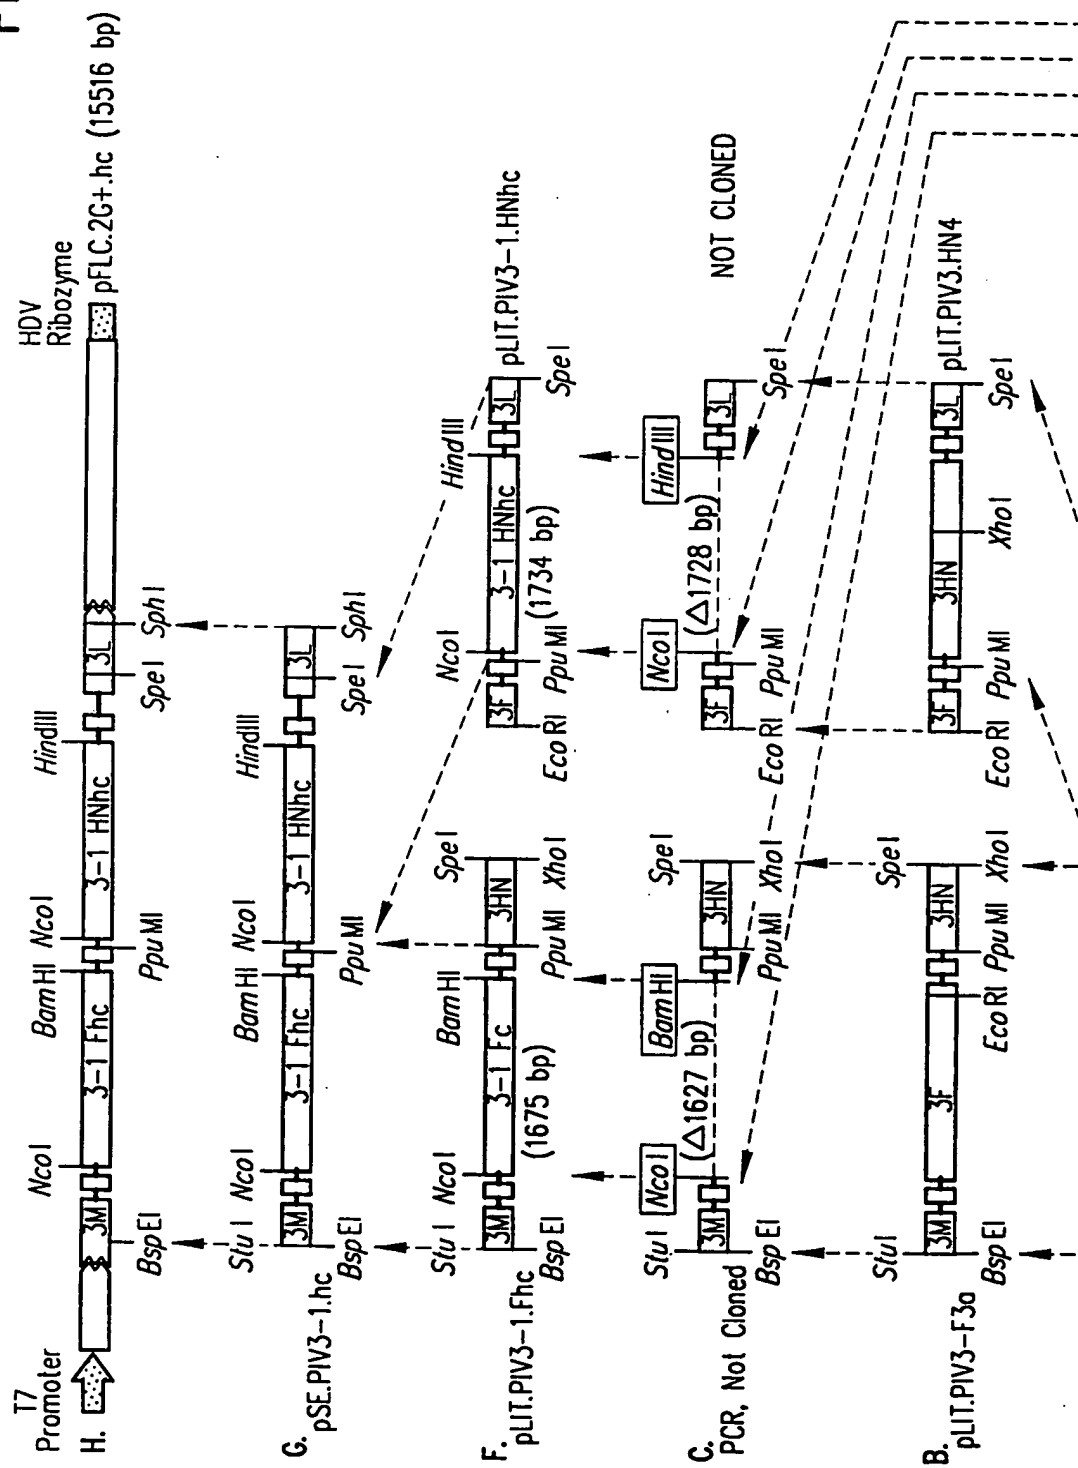 FI
T7
Promoter
HDV
Ribozyme
H.
NcoI
BamHI
NcoI
HindIII
3M
3-1 Fhc
3-1 HNhc
3L
pFLC.2G+.hc (15516 bp)
BspEI
PpuMI
SpeI
SphI
G.
pSE.PIV3-1.hc
StuI
NcoI
BamHI
NcoI
HindIII
3M
3-1 Fhc
3-1 HNhc
3L
BspEI
PpuMI
SpeI
SphI
F.
pLIT.PIV3-1.Fhc
StuI
NcoI
BamHI
SpeI
3M
3-1 Fc
3HN
(1675 bp)
BspEI
PpuMI
XhoI
NcoI
HindIII
3F
3-1 HNhc
3L
pLIT.PIV3-1.HNhc
(1734 bp)
EcoRI
PpuMI
SpeI
C.
PCR, Not Cloned
StuI
NcoI
BamHI
SpeI
3M
(△1627 bp)
3HN
BspEI
PpuMI
XhoI
NcoI
HindIII
3F
(△1728 bp)
3L
NOT CLONED
EcoRI
PpuMI
SpeI
B.
pLIT.PIV3-F3a
StuI
SpeI
3M
3F
3HN
BspEI
EcoRI
PpuMI
XhoI
3F
3HN
3L
pLIT.PIV3.HN4
EcoRI
PpuMI
XhoI
SpeI